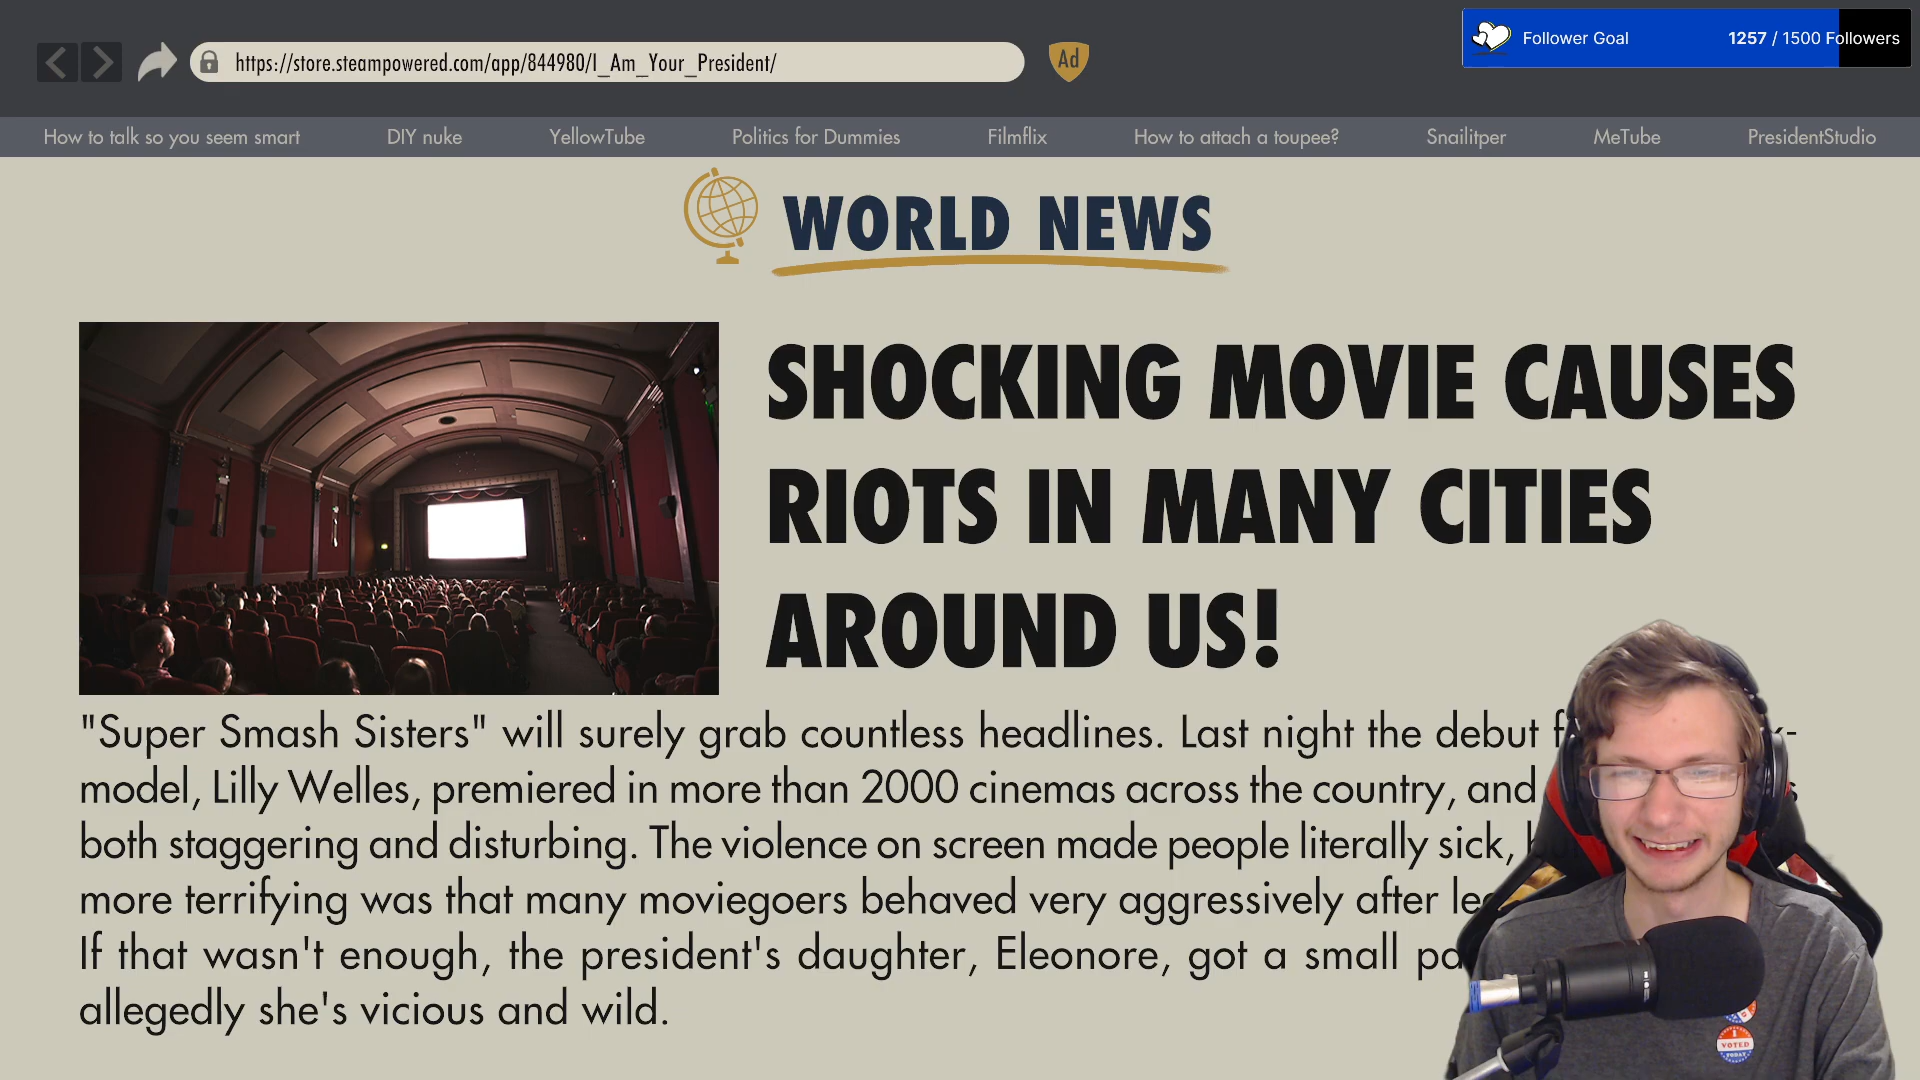 https://store.steampowered.com/app/844980/I_Am_Your_President/
Ad
Follower Goal
1257 / 1500 Followers
How to talk so you seem smart
DIY nuke
YellowTube
Politics for Dummies
Filmflix
How to attach a toupee?
Snailitper
MeTube
PresidentStudio
WORLD NEWS
SHOCKING MOVIE CAUSES
RIOTS IN MANY CITIES
AROUND US!
"Super Smash Sisters" will surely grab countless headlines. Last night the debut
model, Lilly Welles, premiered in more than 2000 cinemas across the country, and
both staggering and disturbing. The violence on screen made people literally sick,
more terrifying was that many moviegoers behaved very aggressively after
If that wasn't enough, the president's daughter, Eleonore, got a small
allegedly she's vicious and wild.
I
VOTED
TODAY